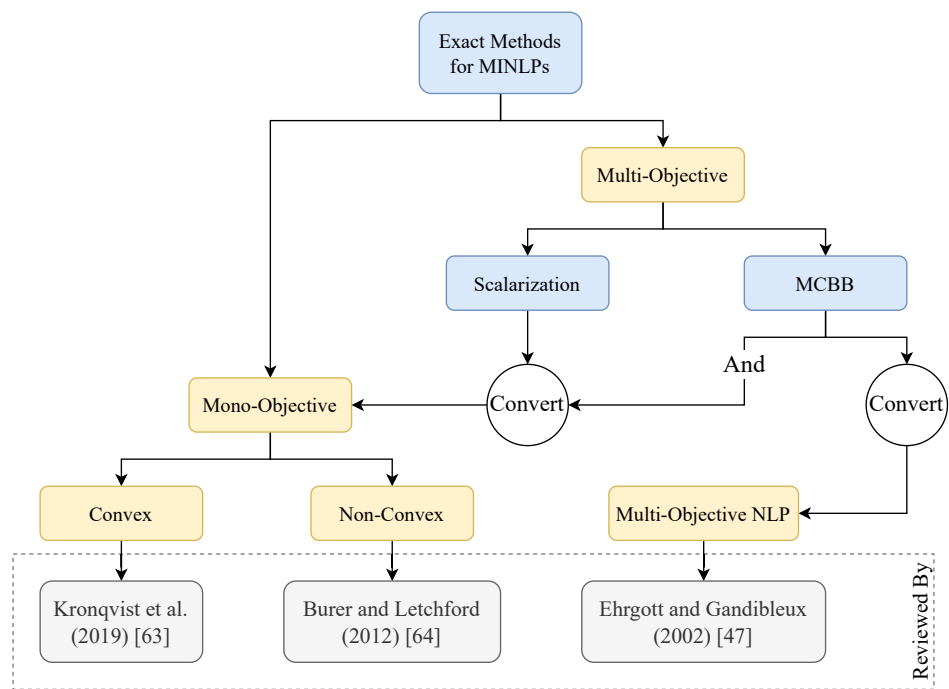 Exact Methods
for MINLPs
Multi-Objective
Scalarization
MCBB
And
Mono-Objective
Convert
Convert
Convex
Non-Convex
Multi-Objective NLP
Reviewed By
Kronqvist et al.
(2019) [63]
Burer and Letchford
(2012) [64]
Ehrgott and Gandibleux
(2002) [47]